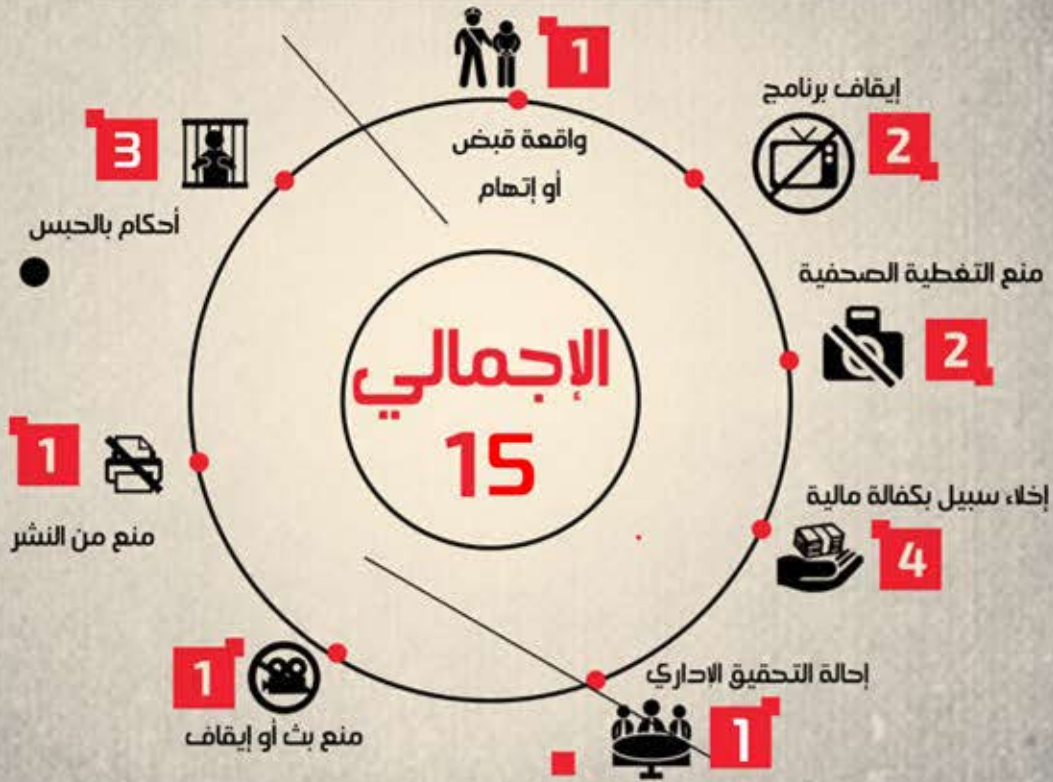 1
واقعة قبض
أو إتهام
إيقاف برنامج
2
منع التغطية الصحفية
2
إخلاء سبيل بكفالة مالية
4
إحالة التحقيق الاداري
1
منع بث أو إيقاف
1
منع من النشر
1
أحكام بالحبس
3
الإجمالي
15